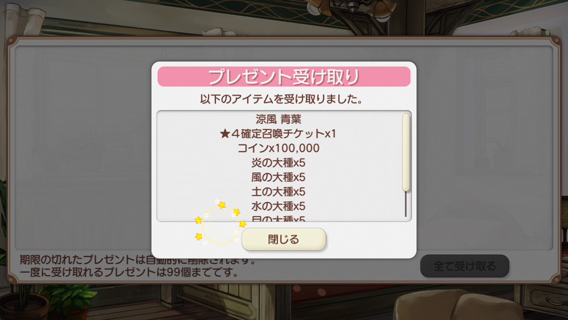 プレゼント受け取り
以下のアイテムを受け取りました。
涼風 青葉
★４確定召喚チケットx1
コインx100,000
炎の大種x5
風の大種x5
土の大種x5
水の大種x5
月の大種x5
閉じる
期限の切れたプレゼントは自動的に削除されます。
一度に受け取れるプレゼントは99個までです。
全て受け取る